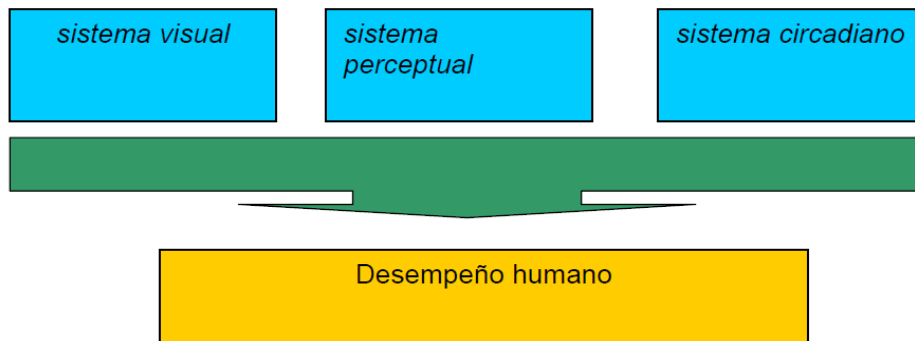 sistema visual
sistema
perceptual
sistema circadiano
Desempeño humano